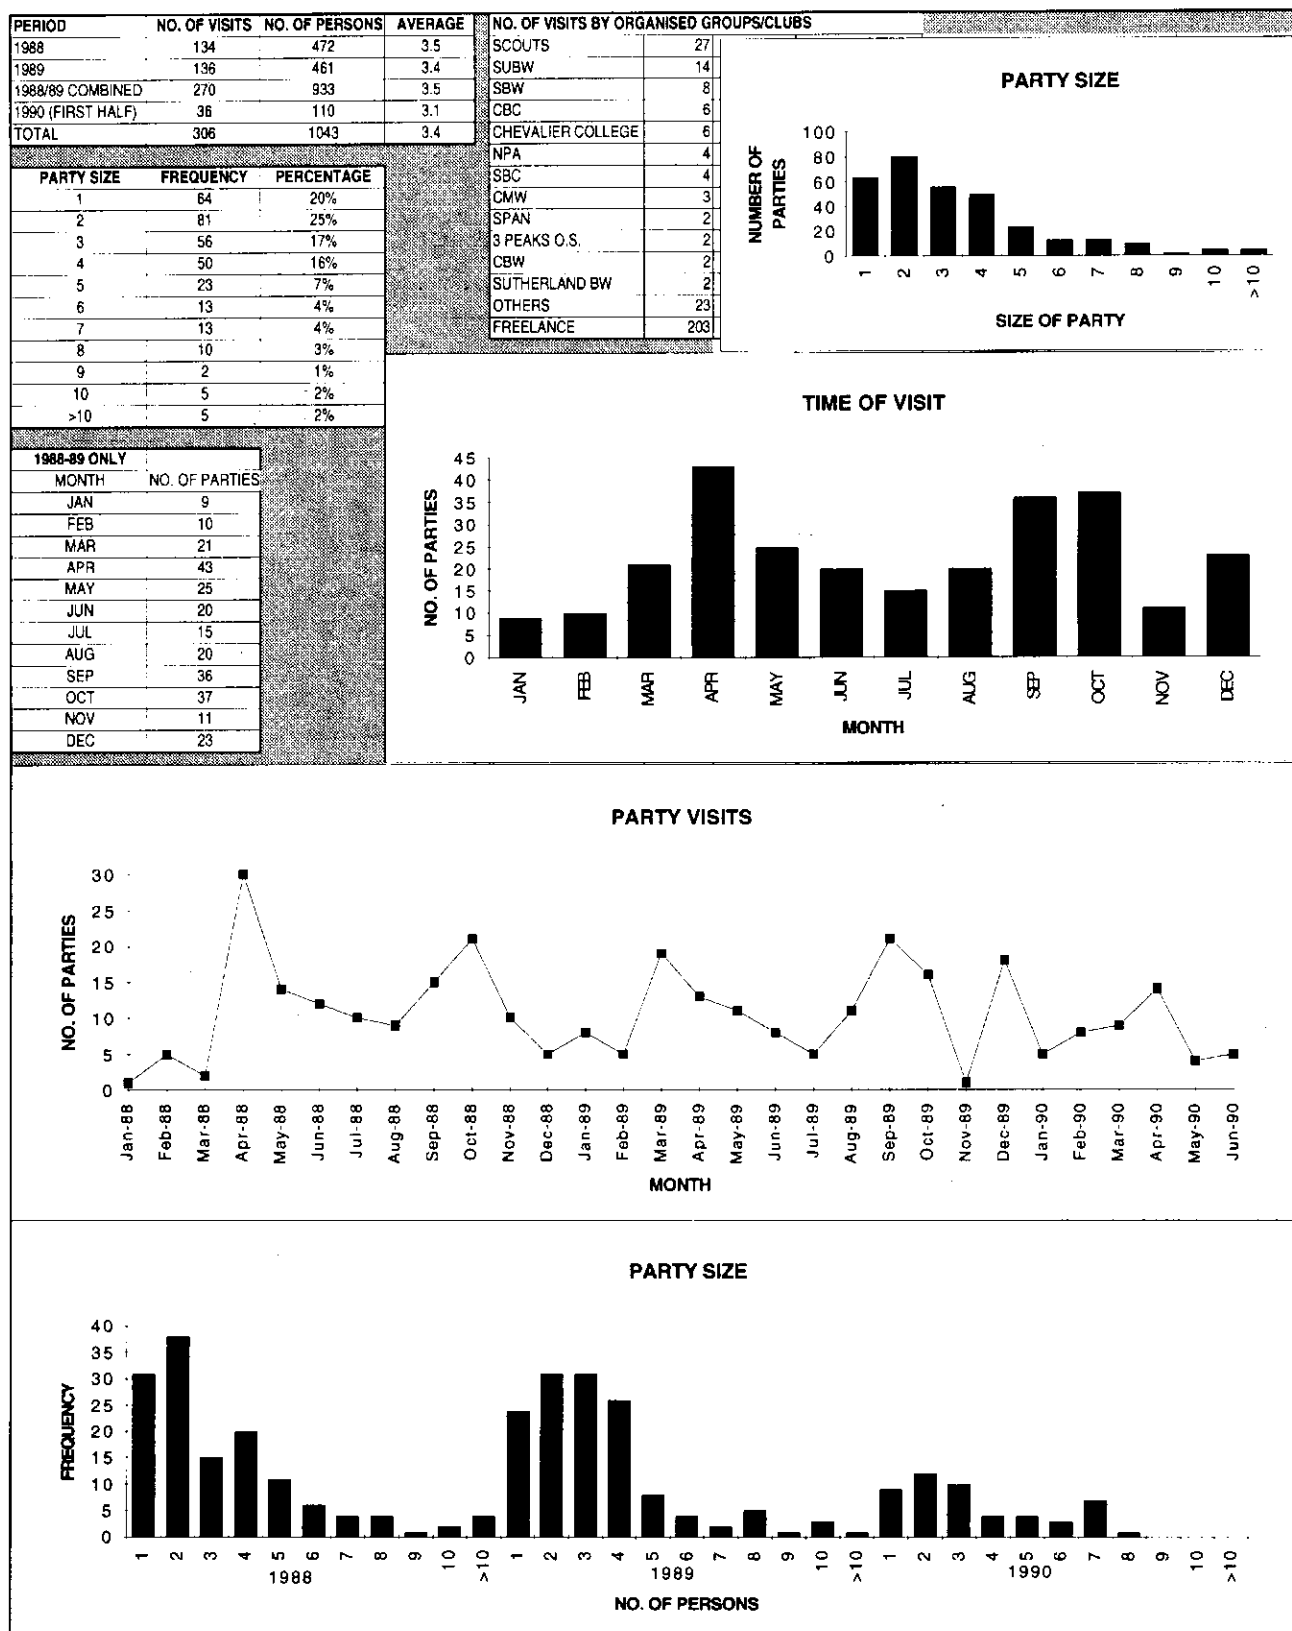 PERIOD NO. OF VISITS NO. OF PERSONS AVERAGE
1988 134 472 3.5
1989 136 461 3.4
1988/89 COMBINED 270 933 3.5
1990 (FIRST HALF) 36 110 3.1
TOTAL 306 1043 3.4
PARTY SIZE FREQUENCY PERCENTAGE
1 64 20%
2 81 25%
3 56 17%
4 50 16%
5 23 7%
6 13 4%
7 13 4%
8 10 3%
9 2 1%
10 5 2%
>10 5 2%
1988-89 ONLY
MONTH NO. OF PARTIES
JAN 9
FEB 10
MAR 21
APR 43
MAY 25
JUN 20
JUL 15
AUG 20
SEP 36
OCT 37
NOV 11
DEC 23
NO. OF VISITS BY ORGANISED GROUPS/CLUBS
SCOUTS 27
SUBW 14
SBW 8
CBC 6
CHEVALIER COLLEGE 6
NPA 4
SBC 4
CMW 3
SPAN 2
3 PEAKS O.S. 2
CBW 2
SUTHERLAND BW 2
OTHERS 23
FREELANCE 203
PARTY SIZE
NUMBER OF
PARTIES
100
80
60
40
20
0
1 2 3 4 5 6 7 8 9 10 >10
SIZE OF PARTY
TIME OF VISIT
NO. OF PARTIES
45
40
35
30
25
20
15
10
5
0
JAN FEB MAR APR MAY JUN JUL AUG SEP OCT NOV DEC
MONTH
PARTY VISITS
NO. OF PARTIES
30
25
20
15
10
5
0
Jan-88 Feb-88 Mar-88 Apr-88 May-88 Jun-88 Jul-88 Aug-88 Sep-88 Oct-88 Nov-88 Dec-88 Jan-89 Feb-89 Mar-89 Apr-89 May-89 Jun-89 Jul-89 Aug-89 Sep-89 Oct-89 Nov-89 Dec-89 Jan-90 Feb-90 Mar-90 Apr-90 May-90 Jun-90
MONTH
PARTY SIZE
FREQUENCY
40
35
30
25
20
15
10
5
0
1 2 3 4 5 6 7 8 9 10 >10 1 2 3 4 5 6 7 8 9 10 >10 1 2 3 4 5 6 7 8 9 10 >10
1988 1989 1990
NO. OF PERSONS